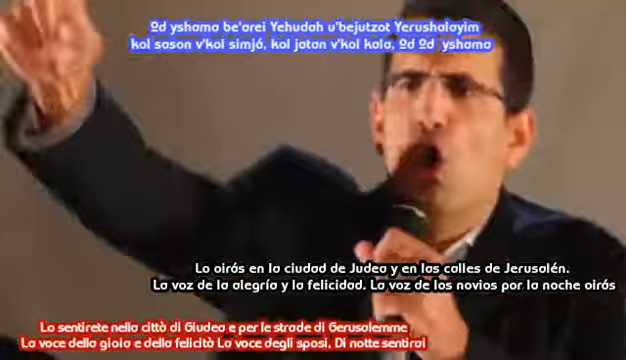 Od yshama be'arei Yehudah u'bejutzot Yerushalayim
kol sason v'kol simjá, kol jatan v'kol kala, Od Od yshama
Lo oirás en la ciudad de Judea y en las calles de Jerusalén.
La voz de la alegría y la felicidad. La voz de los novios por la noche oirás
Lo sentirete nella città di Giudea e per le strade di Gerusalemme
La voce della gioia e della felicità La voce degli sposi, Di notte sentirai